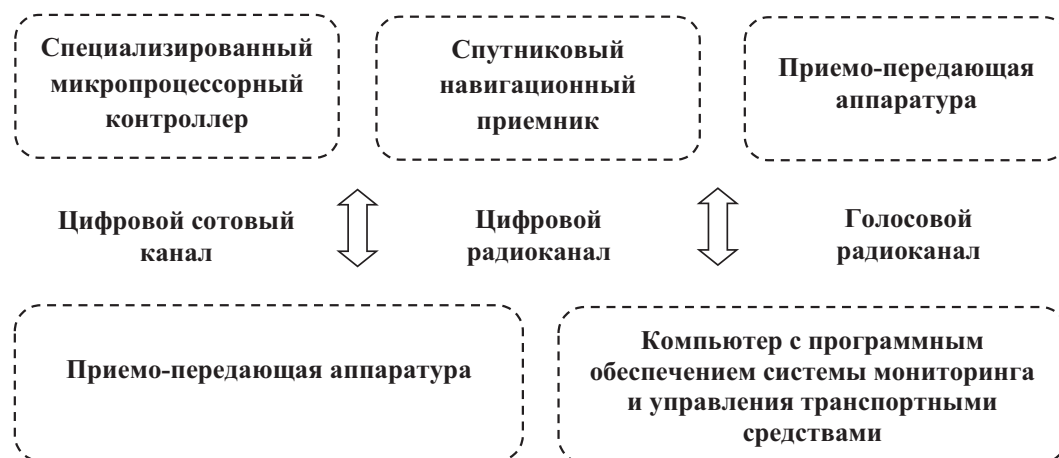 Специализированный
микропроцессорный
контроллер
Спутниковый
навигационный
приемник
Приемо-передающая
аппаратура
Цифровой сотовый
канал
Цифровой
радиоканал
Голосовой
радиоканал
Приемо-передающая аппаратура
Компьютер с программным
обеспечением системы мониторинга
и управления транспортными
средствами